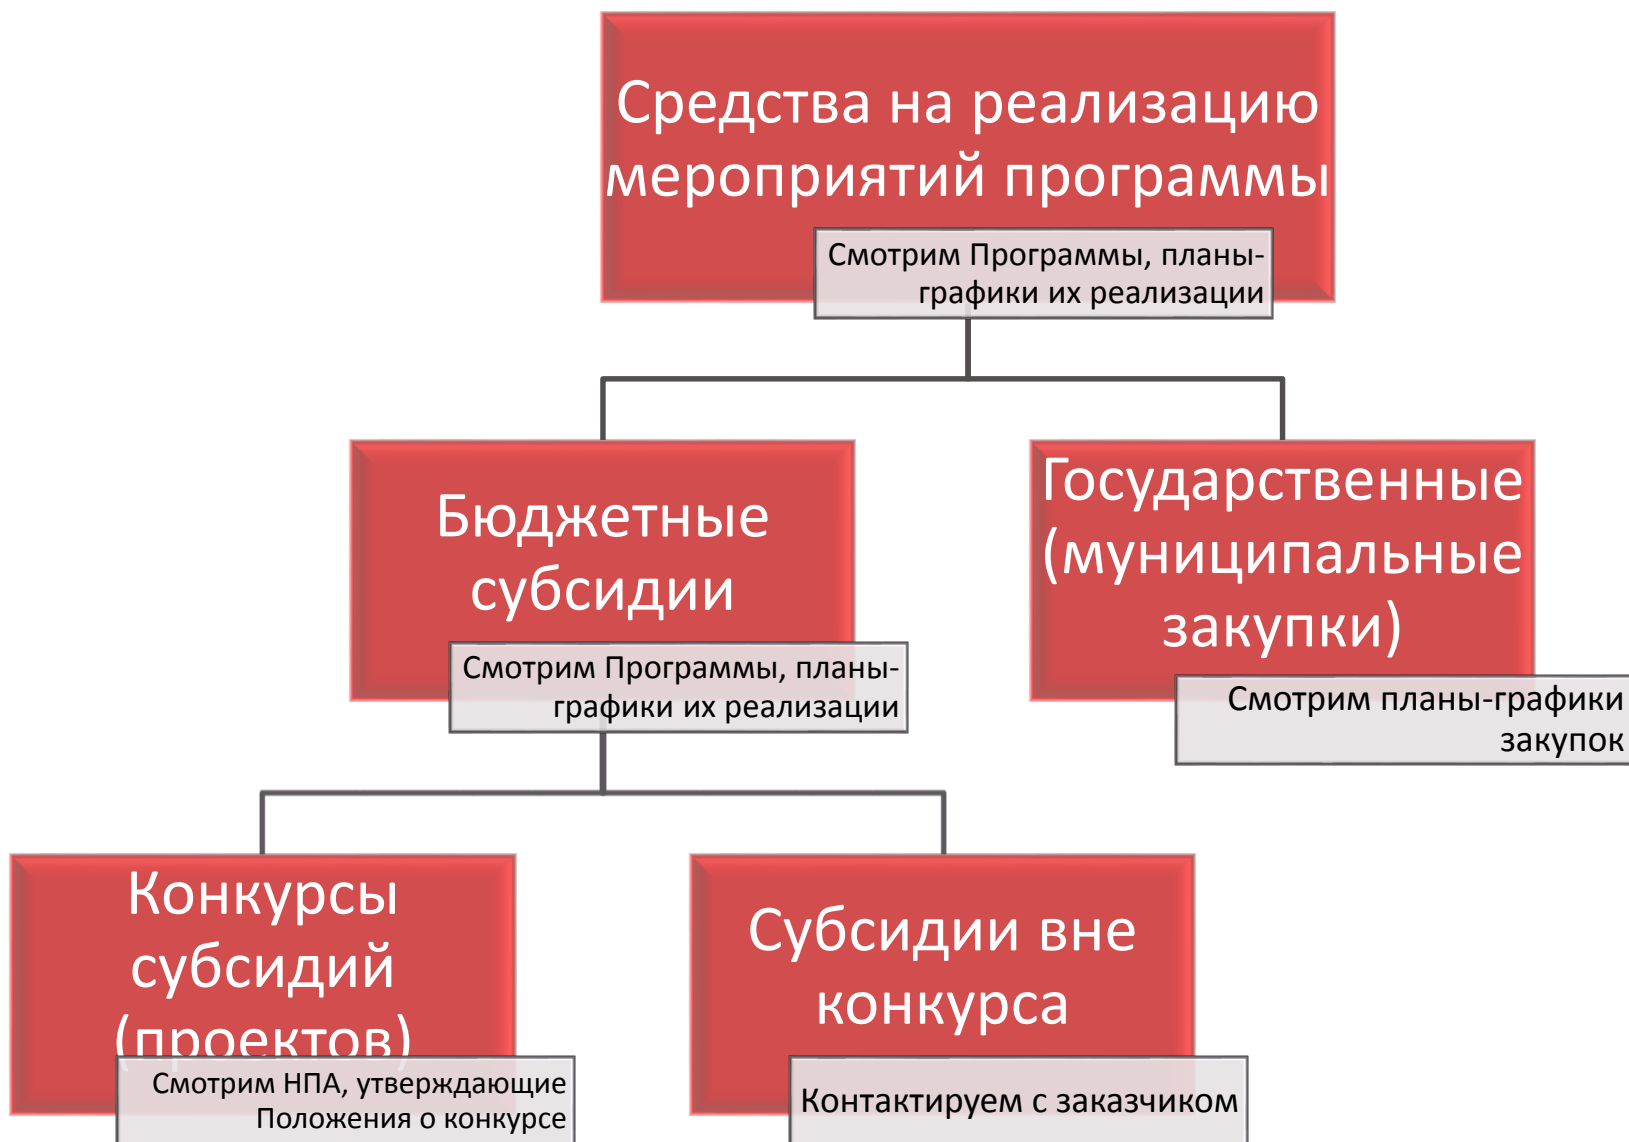 Средства на реализацию
мероприятий программы
Смотрим Программы, планы-
графики их реализации
Бюджетные
субсидии
Смотрим Программы, планы-
графики их реализации
Государственные
(муниципальные
закупки)
Смотрим планы-графики
закупок
Конкурсы
субсидий
(проектов)
Смотрим НПА, утверждающие
Положения о конкурсе
Субсидии вне
конкурса
Контактируем с заказчиком